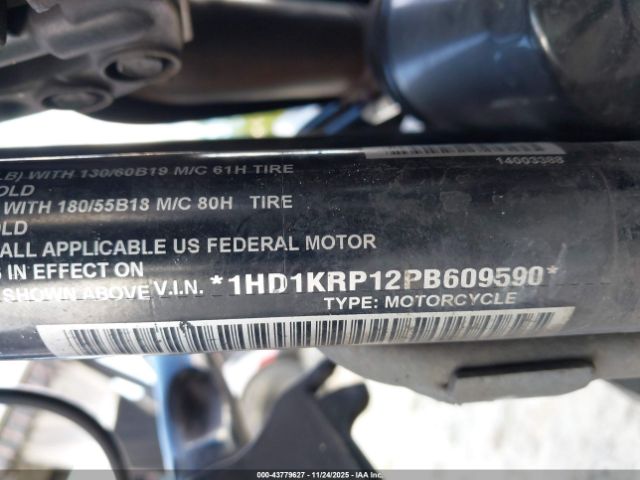 LB) WITH 130/60B19 M/C 61H TIRE
OLD
WITH 180/55B18 M/C 80H TIRE
OLD
ALL APPLICABLE US FEDERAL MOTOR
S IN EFFECT ON
SHOWN ABOVE V.I.N. *1HD1KRP12PB609590*
TYPE: MOTORCYCLE
14003388
© -- 43779627 -- 11/24/2025 -- IAA Inc.